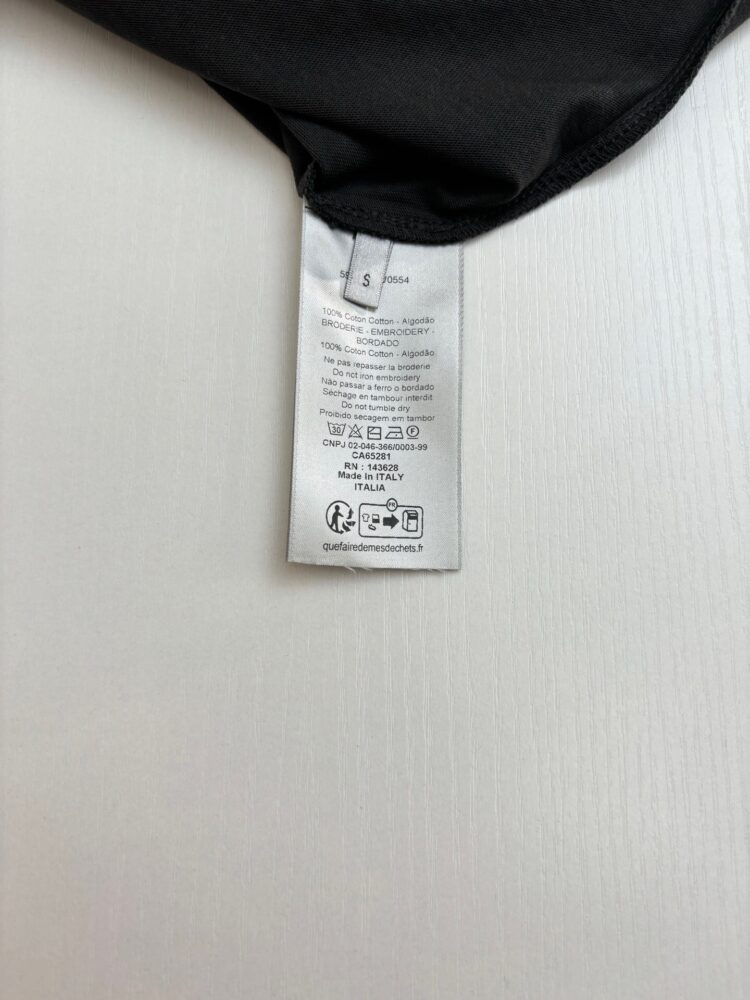 S
0554
100% Coton Cotton - Algodão
BRODERIE - EMBROIDERY -
BORDADO
100% Coton Cotton - Algodão
Ne pas repasser la broderie
Do not iron embroidery
Não passar a ferro o bordado
Séchage en tambour interdit
Do not tumble dry
Proibido secagem em tambor
30 F
CNPJ 02-046-366/0003-99
CA65281
RN : 143628
Made in ITALY
ITALIA
FR
quefairedemesdechets.fr